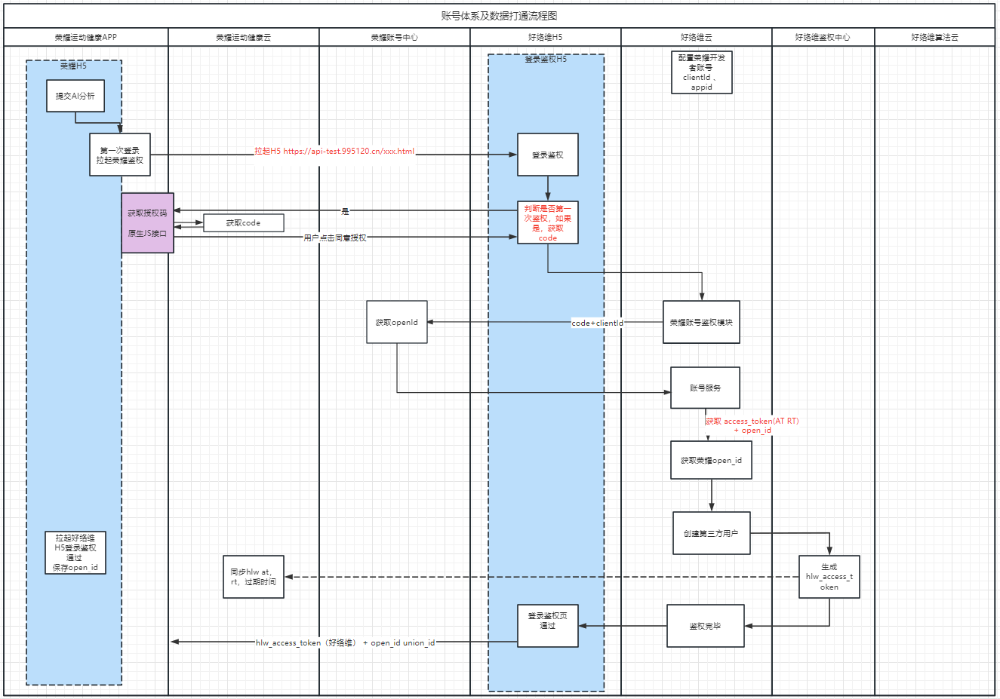 账号体系及数据打通流程图
荣耀运动健康APP
荣耀运动健康云
荣耀账号中心
好络维H5
好络维云
好络维鉴权中心
好络维算法云
荣耀H5
登录鉴权H5
配置荣耀开发
者账号
clientId 、
appid
提交AI分析
第一次登录
拉起荣耀鉴权
拉起H5 https://api-test.995120.cn/xxx.html
登录鉴权
获取授权码
原生JS接口
是
获取code
用户点击同意授权
判断是否第一
次鉴权，如果
是，获取
code
获取openId
code+clientId
荣耀账号鉴权模块
账号服务
获取 access_token(AT RT)
+ open_id
获取荣耀open_id
创建第三方用户
拉起好络维
H5登录鉴权
通过
保存open_id
同步hlw at，
rt，过期时间
生成
hlw_access_t
oken
登录鉴权页
通过
鉴权完毕
hlw_access_token（好络维） + open_id union_id